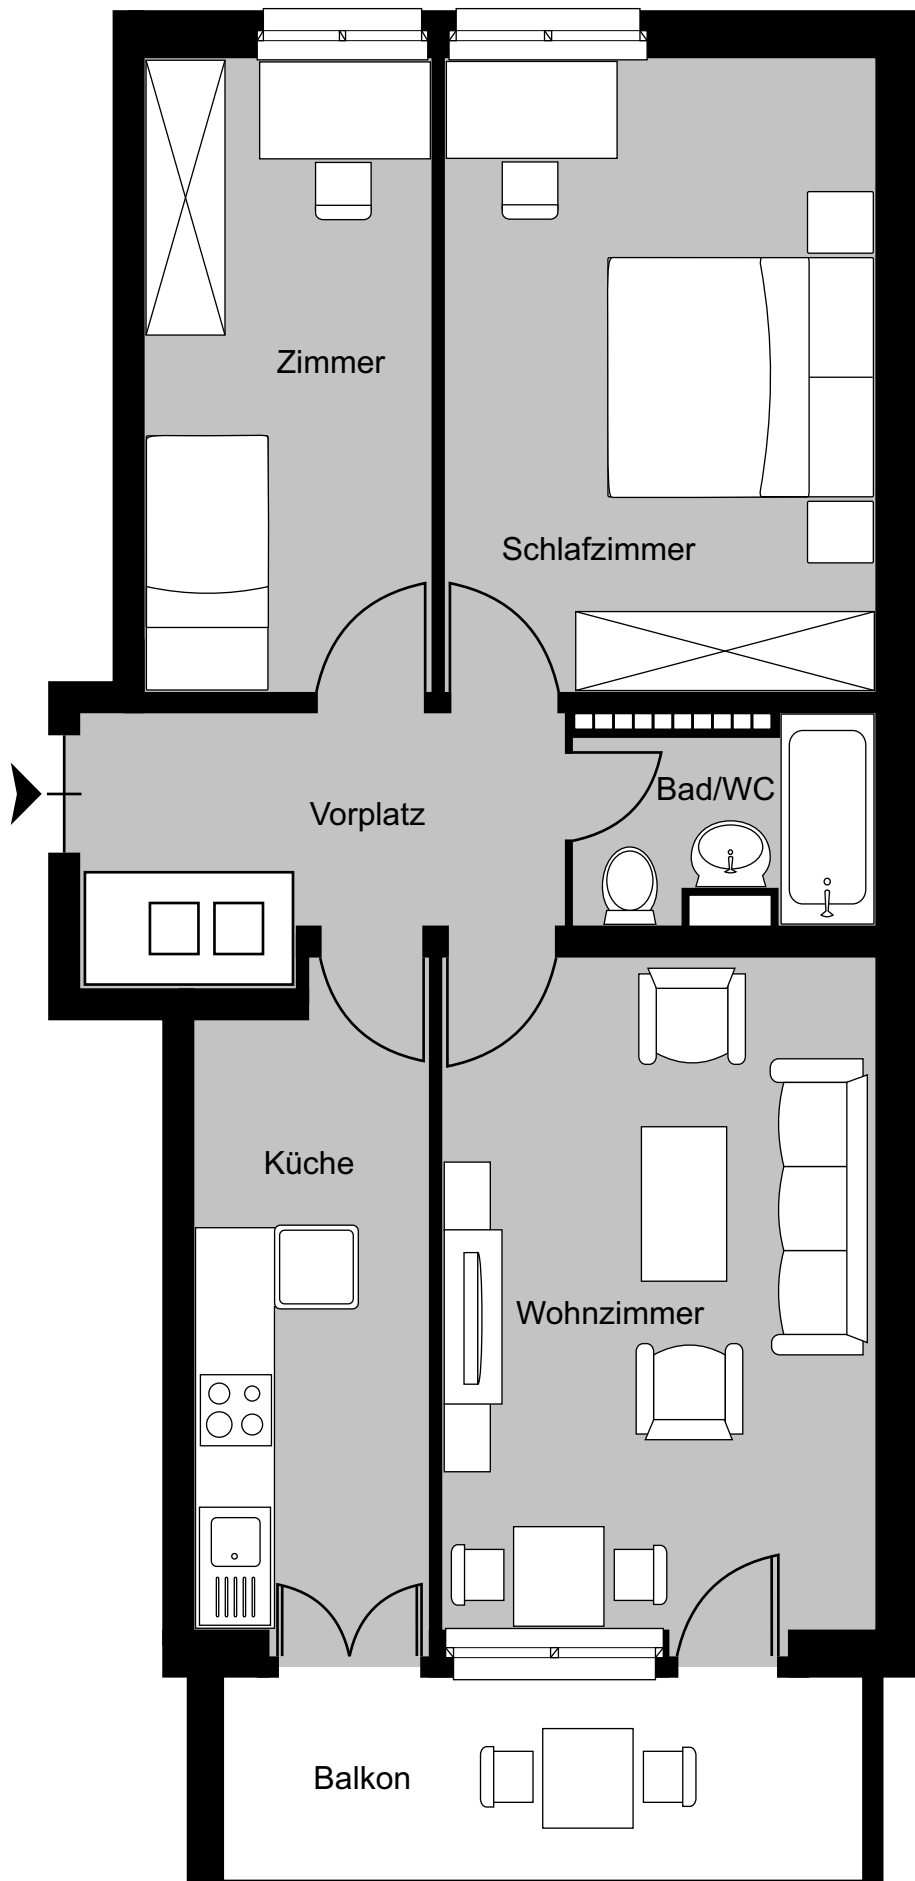 Zimmer
Schlafzimmer
Bad/WC
Vorplatz
Küche
Wohnzimmer
Balkon